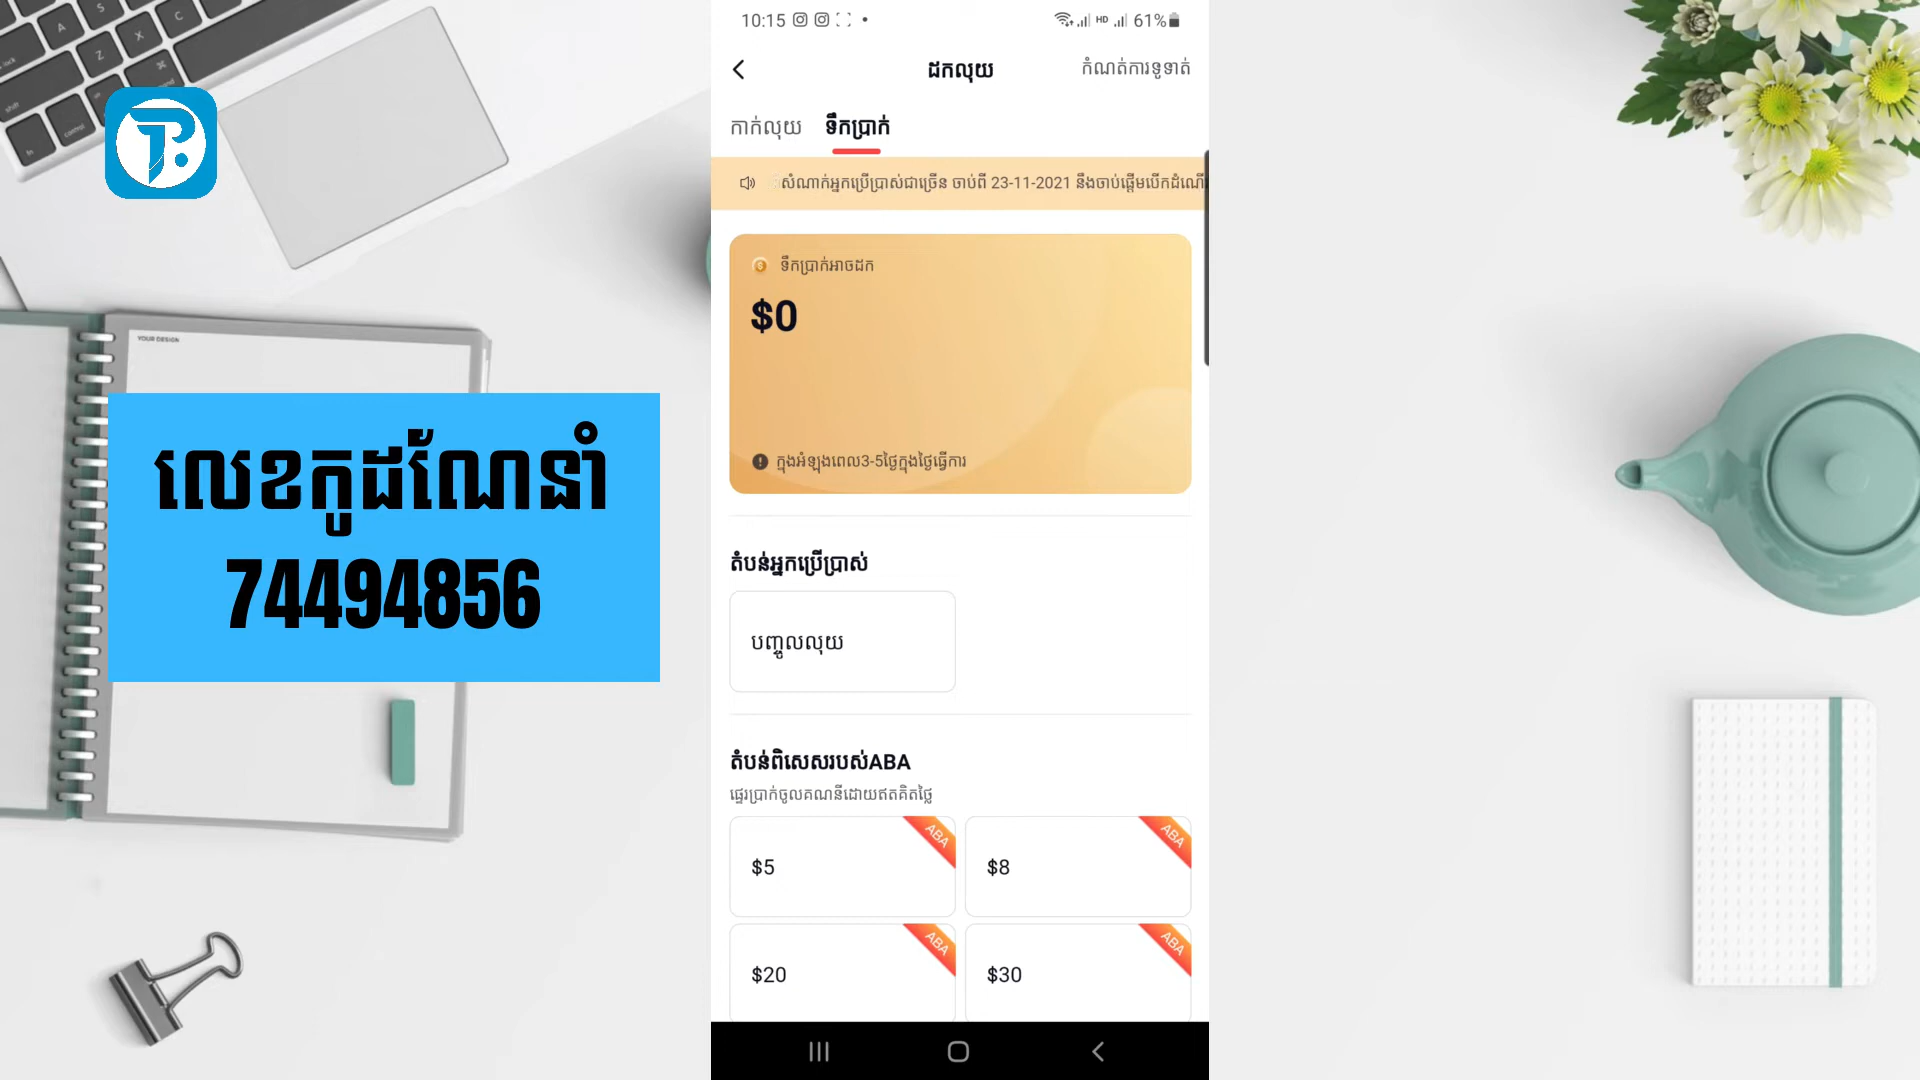 YOUR DESIGN
លេខកូដណែនាំ
74494856
10:15
HD 61%
ដកលុយ
កំណត់ការទូទាត់
កាក់លុយ
ទឹកប្រាក់
សំណាក់អ្នកប្រើប្រាស់ជាច្រើន ចាប់ពី 23-11-2021 នឹងចាប់ផ្តើមបើកដំណើ
ទឹកប្រាក់អាចដក
$0
ក្នុងអំឡុងពេល3-5ថ្ងៃក្នុងថ្ងៃធ្វើការ
តំបន់អ្នកប្រើប្រាស់
បញ្ចូលលុយ
តំបន់ពិសេសរបស់ABA
ផ្ទេរប្រាក់ចូលគណនីដោយឥតគិតថ្លៃ
ABA
$5
ABA
$8
ABA
$20
ABA
$30